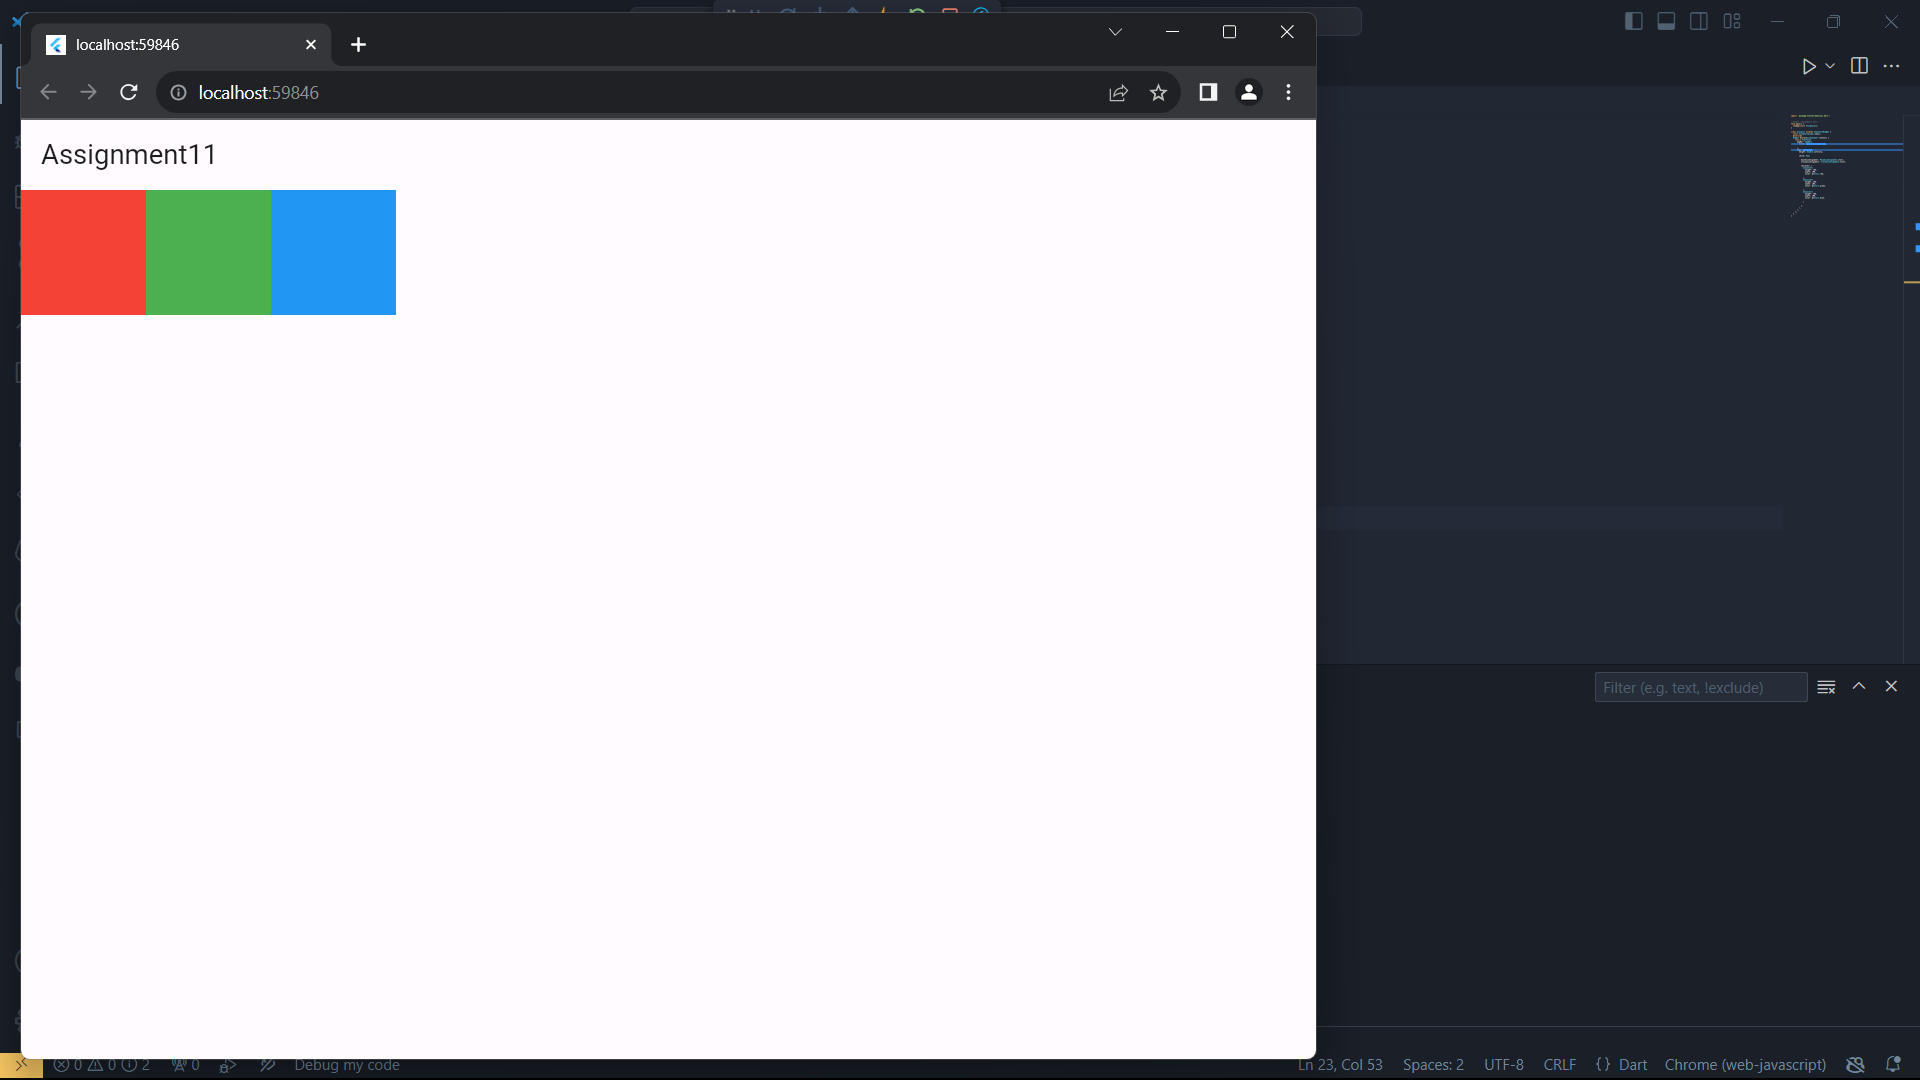 localhost:59846
localhost:59846
Assignment11
Filter (e.g. text, !exclude)
0 0 2 0 Debug my code
Ln 23, Col 53 Spaces: 2 UTF-8 CRLF {} Dart Chrome (web-javascript)